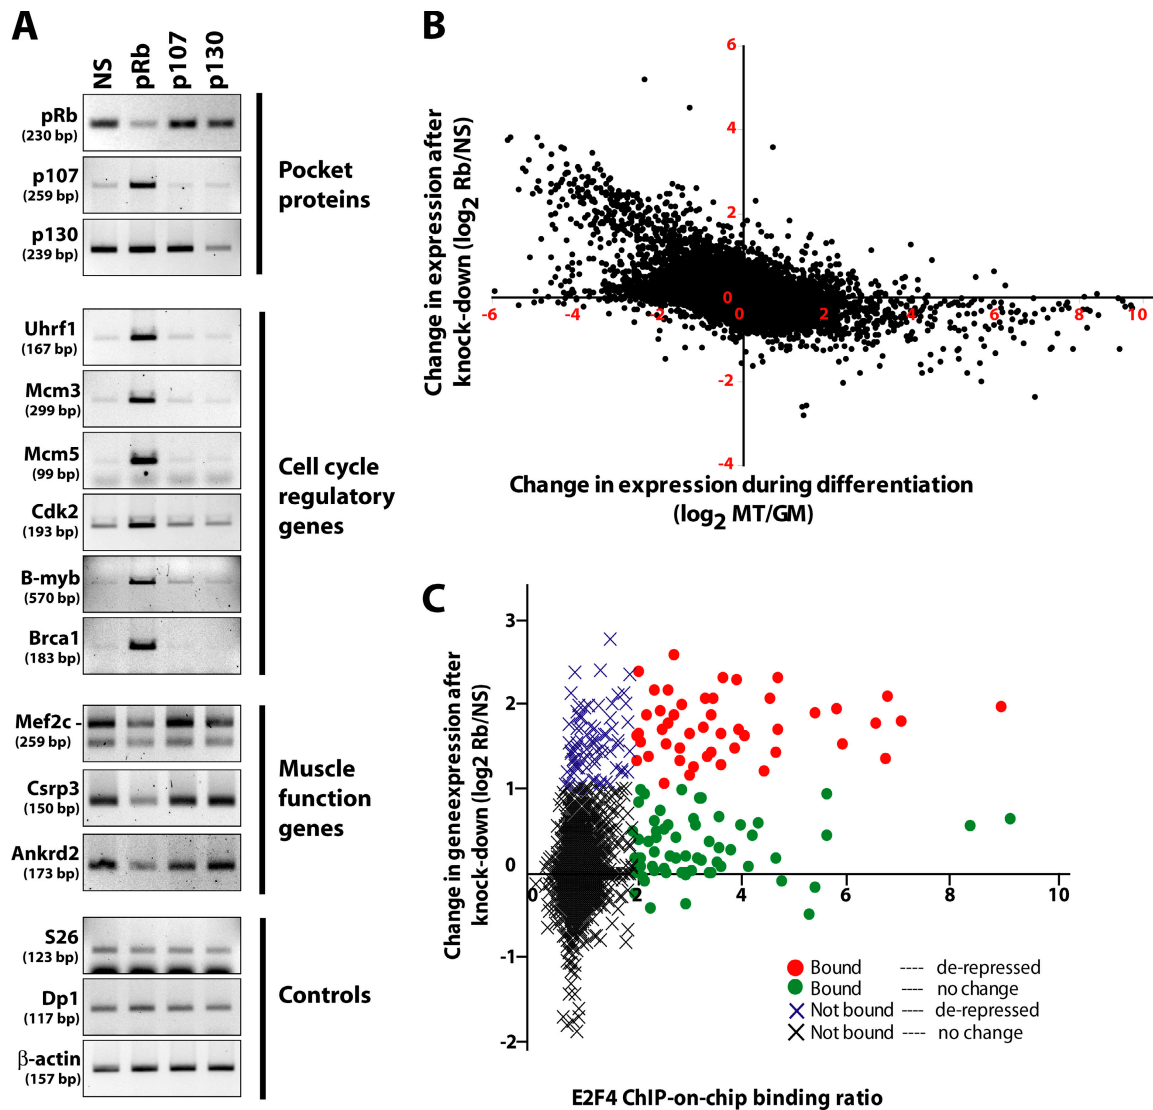 A
NS
pRb
p107
p130
pRb
(230 bp)
p107
(259 bp)
p130
(239 bp)
Pocket
proteins
Uhrf1
(167 bp)
Mcm3
(299 bp)
Mcm5
(99 bp)
Cdk2
(193 bp)
B-myb
(570 bp)
Brca1
(183 bp)
Cell cycle
regulatory
genes
Mef2c -
(259 bp)
Csrp3
(150 bp)
Ankrd2
(173 bp)
Muscle
function
genes
S26
(123 bp)
Dp1
(117 bp)
β-actin
(157 bp)
Controls
B
Change in expression after
knock-down (log2 Rb/NS)
6
4
2
0
-2
-4
-6
-4
-2
0
2
4
6
8
10
Change in expression during differentiation
(log2 MT/GM)
C
Change in geneexpression after
knock-down (log2 Rb/NS)
3
2
1
0
-1
-2
0
2
4
6
8
10
Bound ---- de-repressed
Bound ---- no change
Not bound ---- de-repressed
Not bound ---- no change
E2F4 ChIP-on-chip binding ratio